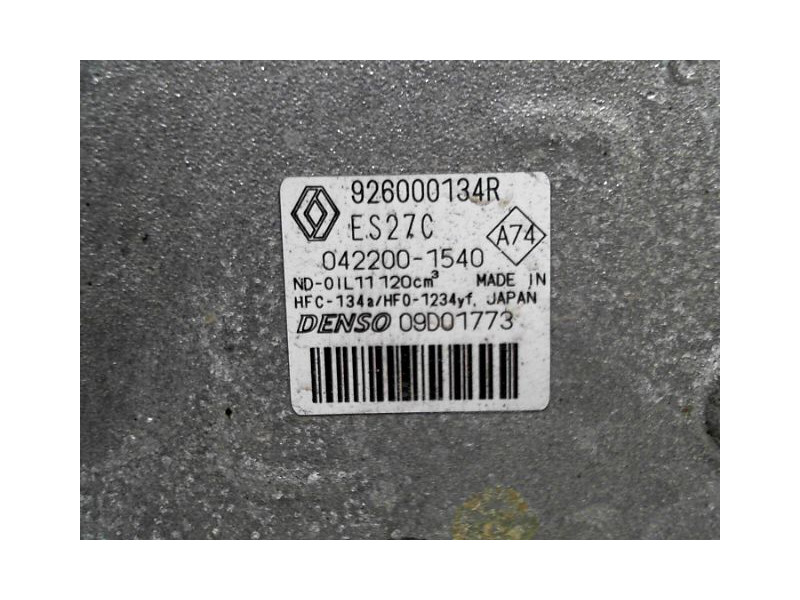 926000134R
ES27C
A74
042200-1540
ND-OIL11 120cm³ MADE IN
HFC-134a/HFO-1234yf. JAPAN
DENSO 09D01773